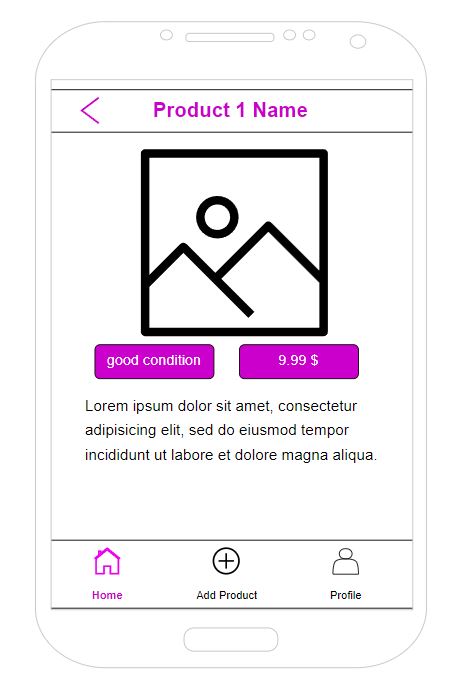 Product 1 Name
good condition
9.99 $
Lorem ipsum dolor sit amet, consectetur
adipisicing elit, sed do eiusmod tempor
incididunt ut labore et dolore magna aliqua.
Home
Add Product
Profile